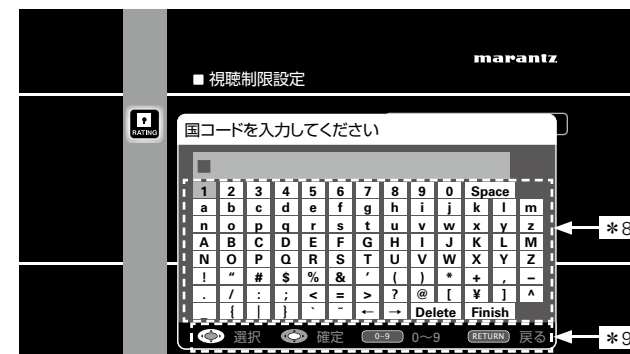 marantz
■ 視聴制限設定
RATING
国コードを入力してください
1 2 3 4 5 6 7 8 9 0 Space
a b c d e f g h i j k l m
n o p q r s t u v w x y z
A B C D E F G H I J K L M
N O P Q R S T U V W X Y Z
! “ # $ % & ′ ( ) * + , −
. / : ; < = > ? @ [ ¥ ] ^
_ { | } ` ~ ← → Delete Finish
＊8
選択 確定 0-9 0～9 RETURN 戻る
＊9